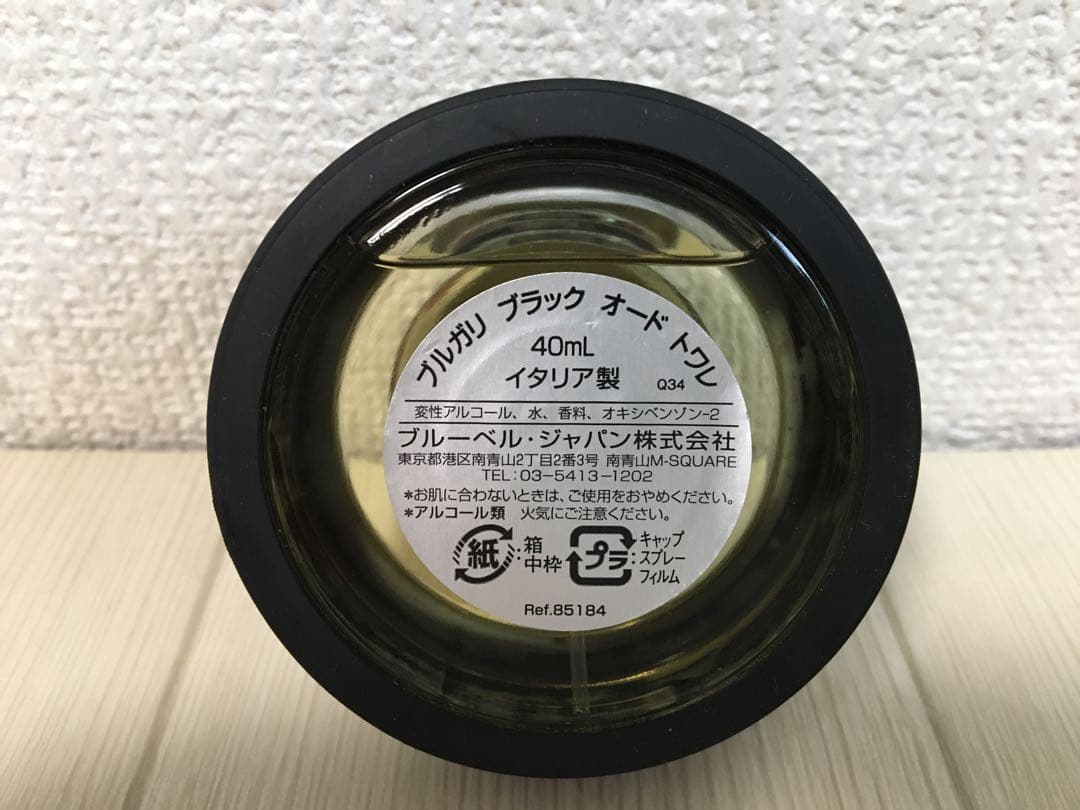 ブルガリ ブラック オード トワレ
40mL
イタリア製 Q34
変性アルコール、水、香料、オキシベンゾン-2
ブルーベル・ジャパン株式会社
東京都港区南青山2丁目2番3号 南青山M-SQUARE
TEL:03-5413-1202
*お肌に合わないときは、ご使用をおやめください。
*アルコール類 火気にご注意ください。
紙:箱 プラ:キャップ
中枠 スプレー
フィルム
Ref.85184